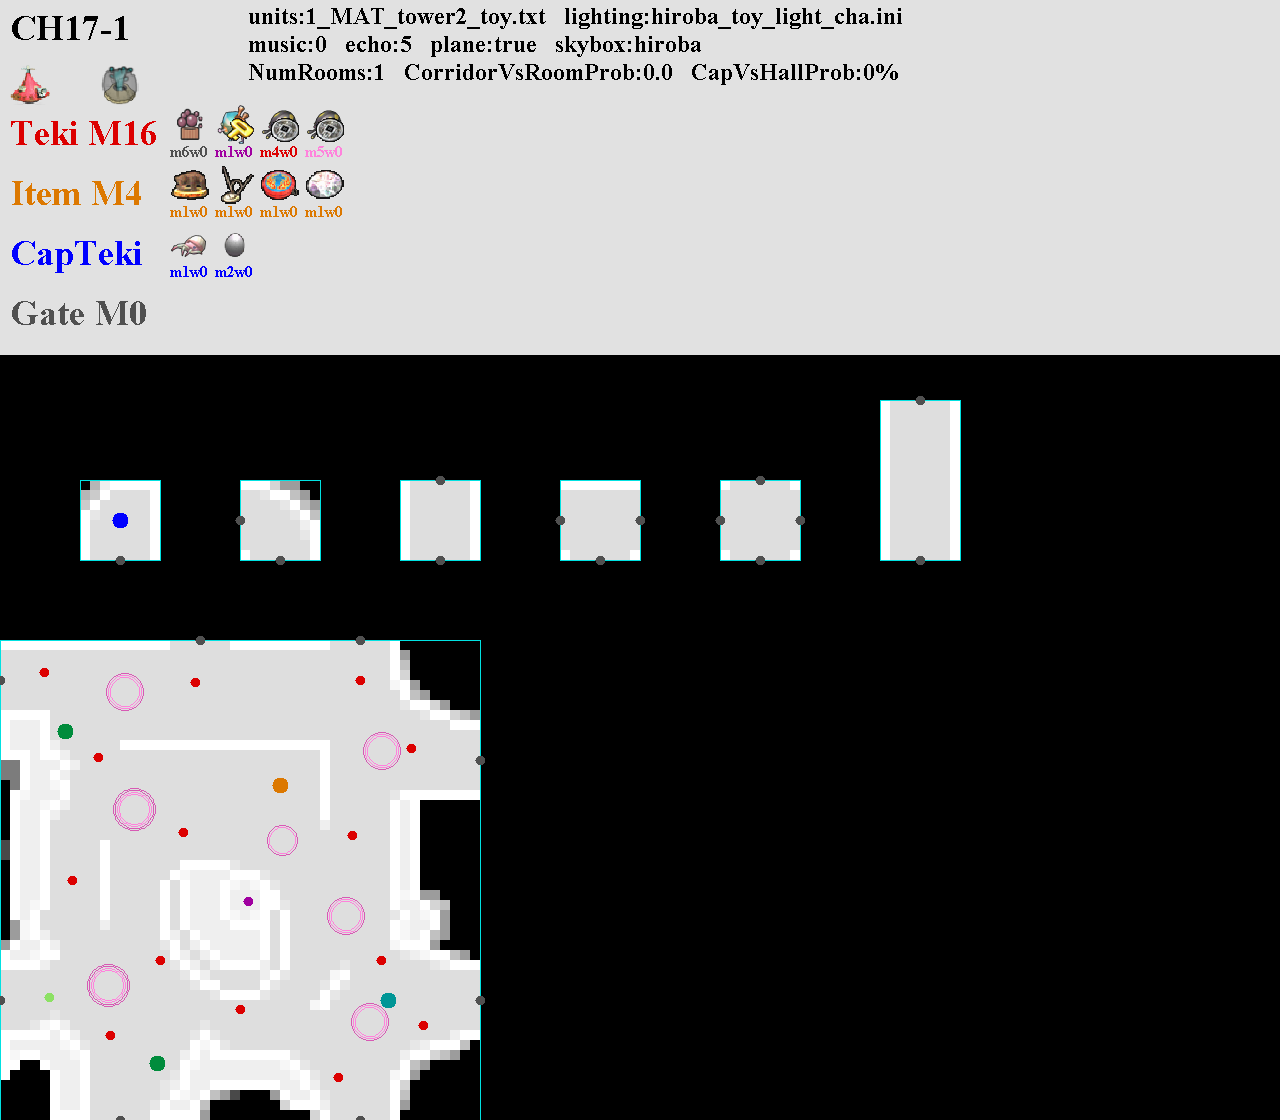 CH17-1
units:1_MAT_tower2_toy.txt lighting:hiroba_toy_light_cha.ini
music:0 echo:5 plane:true skybox:hiroba
NumRooms:1 CorridorVsRoomProb:0.0 CapVsHallProb:0%
Teki M16
m6w0 m1w0 m4w0 m5w0
Item M4
m1w0 m1w0 m1w0 m1w0
CapTeki
m1w0 m2w0
Gate M0